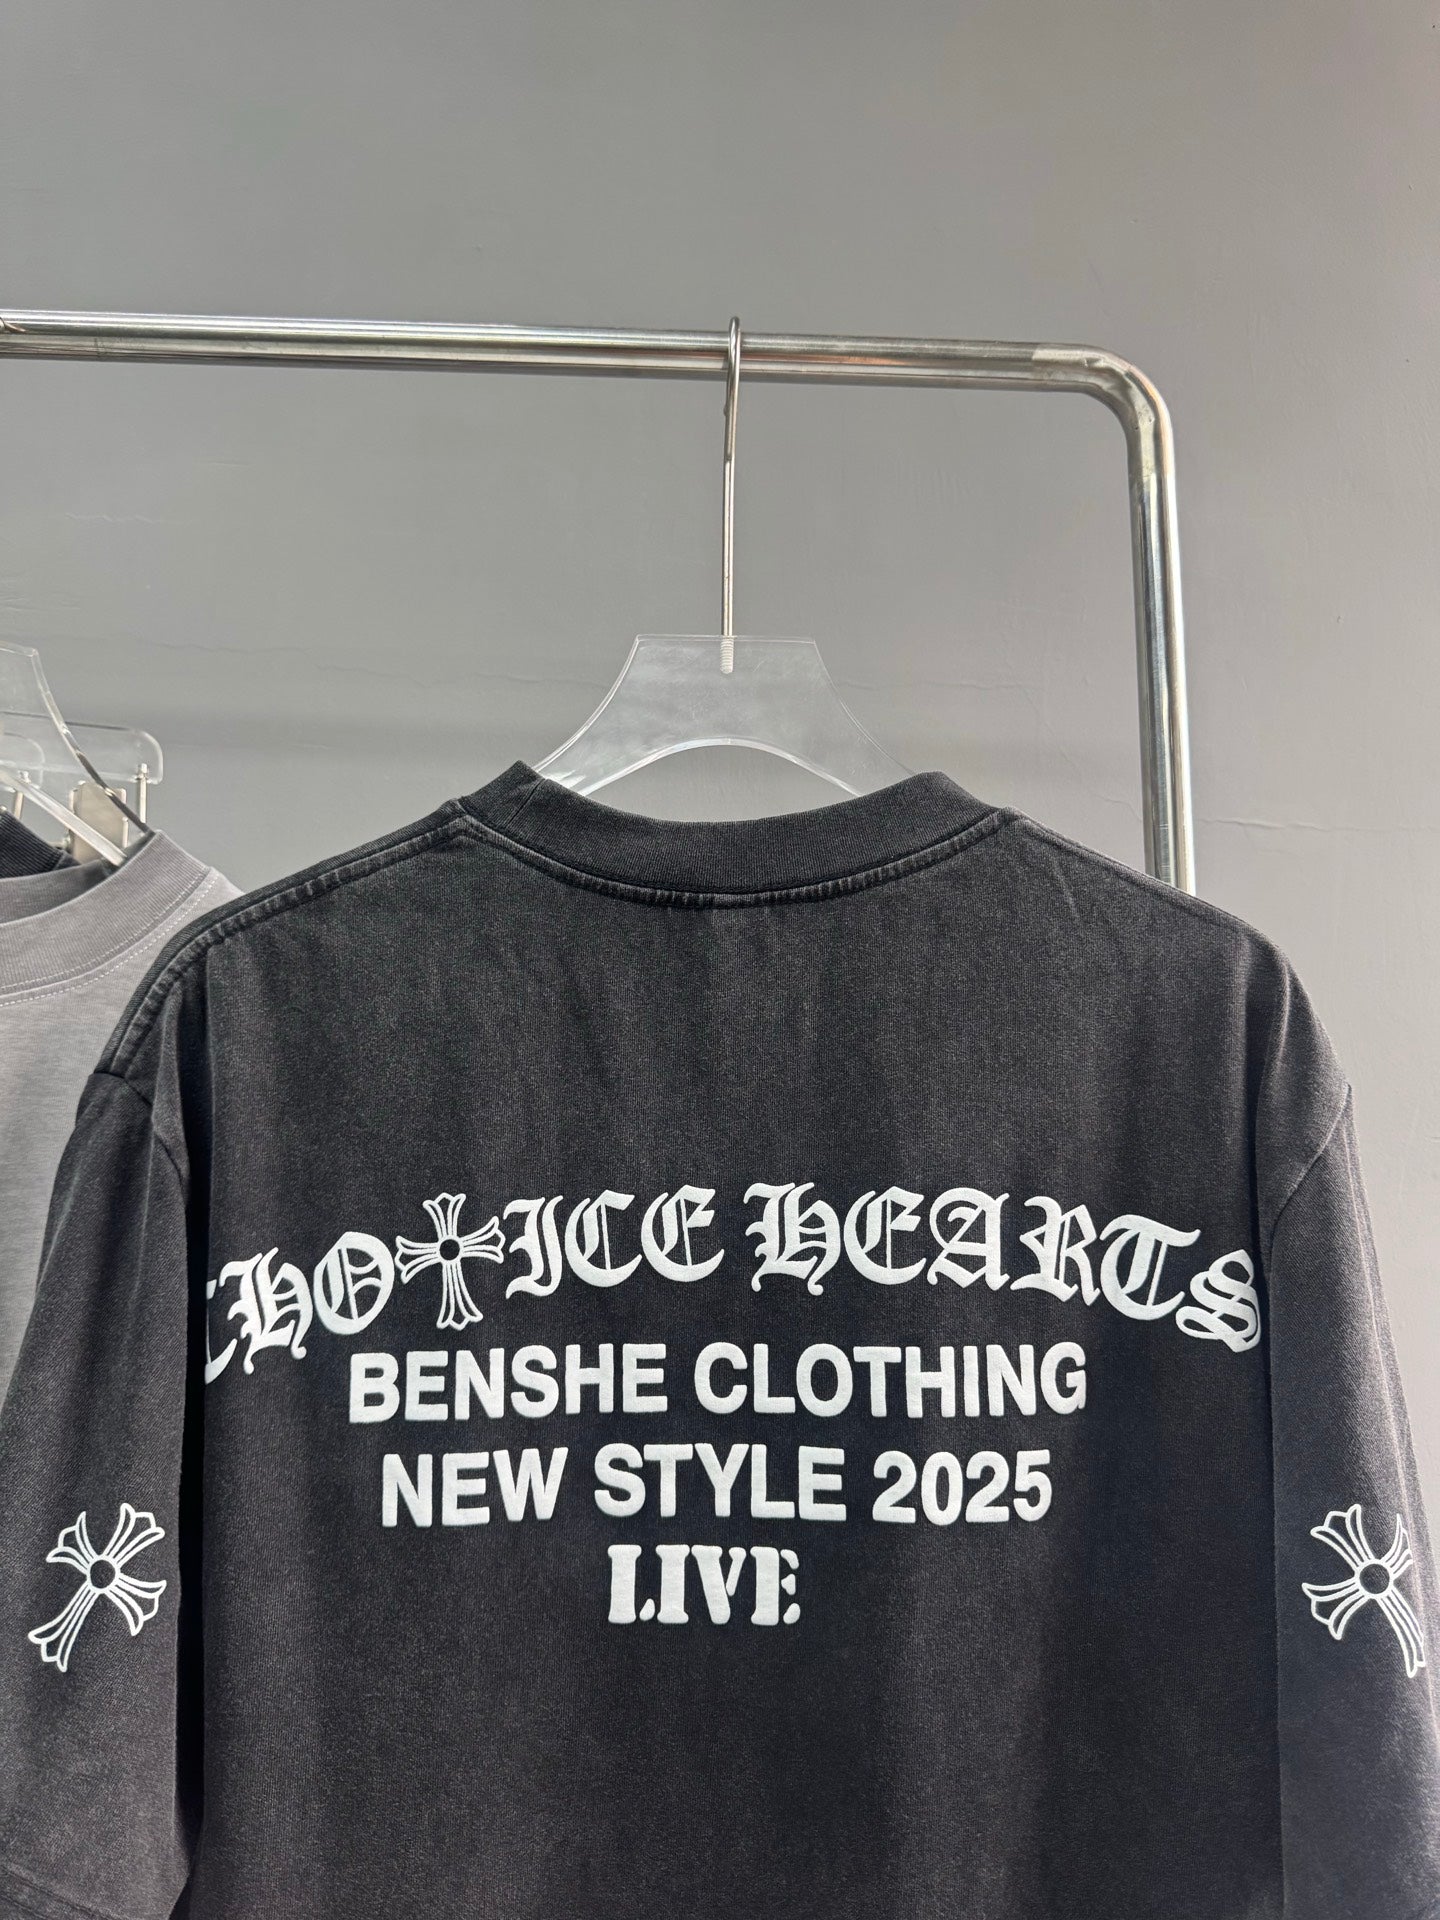 CHO ICE HEARTS
BENSHE CLOTHING
NEW STYLE 2025
LIVE